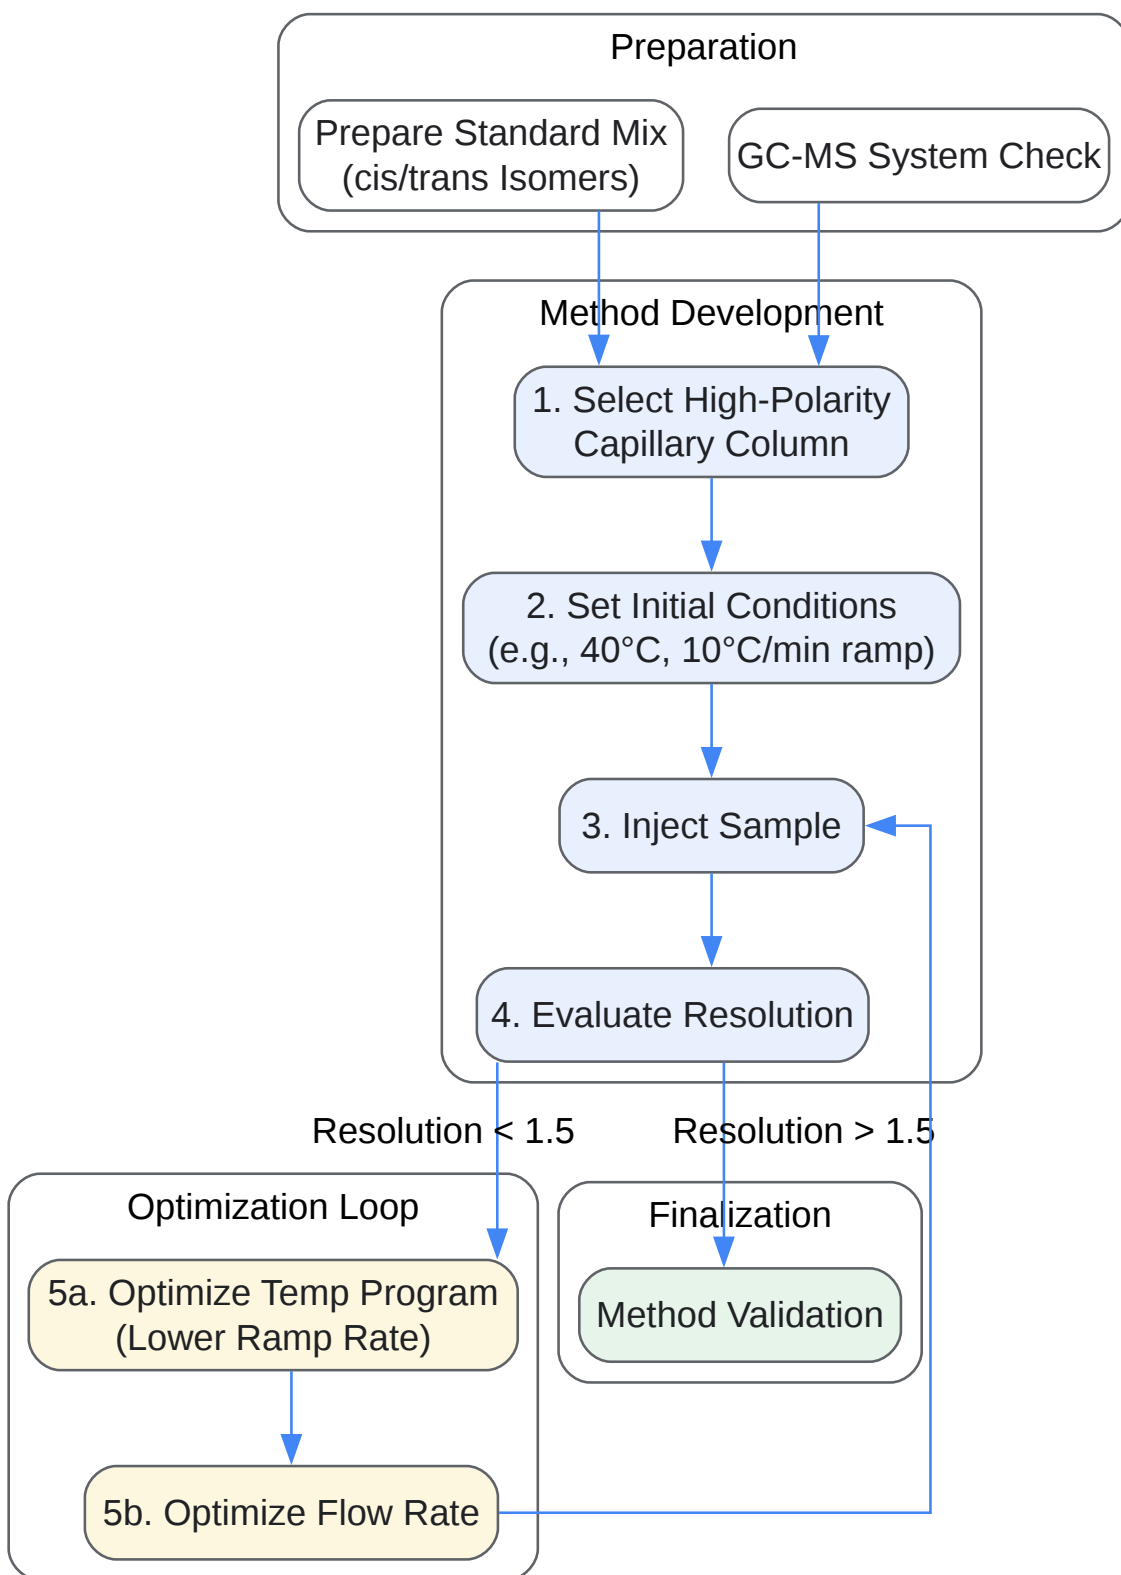 Preparation
Prepare Standard Mix
(cis/trans Isomers)
GC-MS System Check
Method Development
1. Select High-Polarity
Capillary Column
2. Set Initial Conditions
(e.g., 40°C, 10°C/min ramp)
3. Inject Sample
4. Evaluate Resolution
Resolution < 1.5
Resolution > 1.5
Optimization Loop
5a. Optimize Temp Program
(Lower Ramp Rate)
5b. Optimize Flow Rate
Finalization
Method Validation